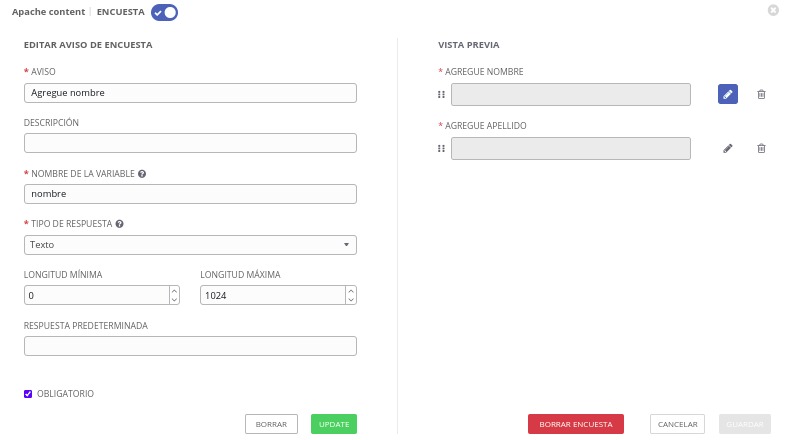 Apache content | ENCUESTA
EDITAR AVISO DE ENCUESTA
* AVISO
Agregue nombre
DESCRIPCIÓN
* NOMBRE DE LA VARIABLE ?
nombre
* TIPO DE RESPUESTA ?
Texto
LONGITUD MÍNIMA LONGITUD MÁXIMA
0 1024
RESPUESTA PREDETERMINADA
OBLIGATORIO
BORRAR UPDATE
VISTA PREVIA
* AGREGUE NOMBRE
* AGREGUE APELLIDO
BORRAR ENCUESTA CANCELAR GUARDAR